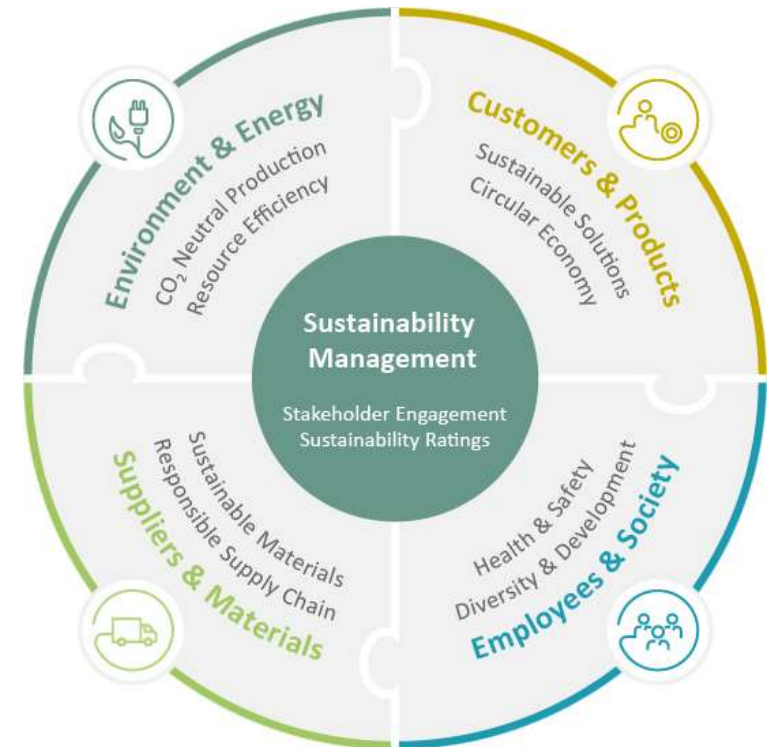 Environment & Energy
CO₂ Neutral Production
Resource Efficiency
Customers & Products
Sustainable Solutions
Circular Economy
Sustainability
Management
Stakeholder Engagement
Sustainability Ratings
Sustainable Materials
Responsible Supply Chain
Suppliers & Materials
Health & Safety
Diversity & Development
Employees & Society